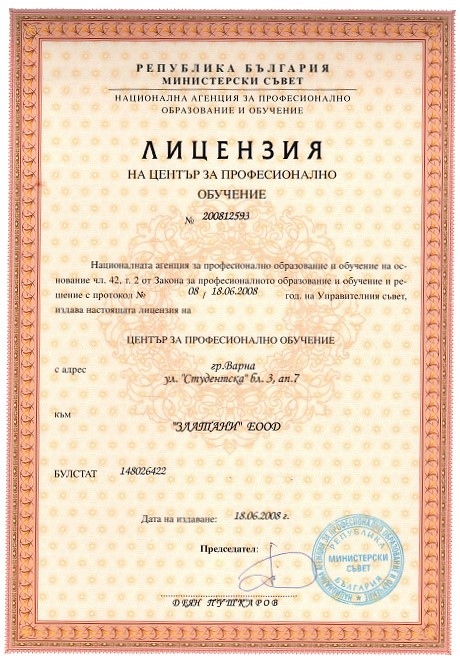 РЕПУБЛИКА БЪЛГАРИЯ
МИНИСТЕРСКИ СЪВЕТ
НАЦИОНАЛНА АГЕНЦИЯ ЗА ПРОФЕСИОНАЛНО
ОБРАЗОВАНИЕ И ОБУЧЕНИЕ
ЛИЦЕНЗИЯ
НА ЦЕНТЪР ЗА ПРОФЕСИОНАЛНО
ОБУЧЕНИЕ
№ 200812593
Националната агенция за професионално образование и обучение на ос-
нование чл. 42, т. 2 от Закона за професионалното образование и обучение и ре-
шение с протокол № 08 / 18.06.2008 год. на Управителния съвет,
издава настоящата лицензия на
ЦЕНТЪР ЗА ПРОФЕСИОНАЛНО ОБУЧЕНИЕ
с адрес гр.Варна
ул. "Студентска" бл. 3, ап.7
към
"ЗЛАТАНИ" ЕООД
БУЛСТАТ 148026422
Дата на издаване: 18.06.2008 г.
Председател:
ДЕЯН ПУШКАРОВ
РЕПУБЛИКА
МИНИСТЕРСКИ
СЪВЕТ
БЪЛГАРИЯ